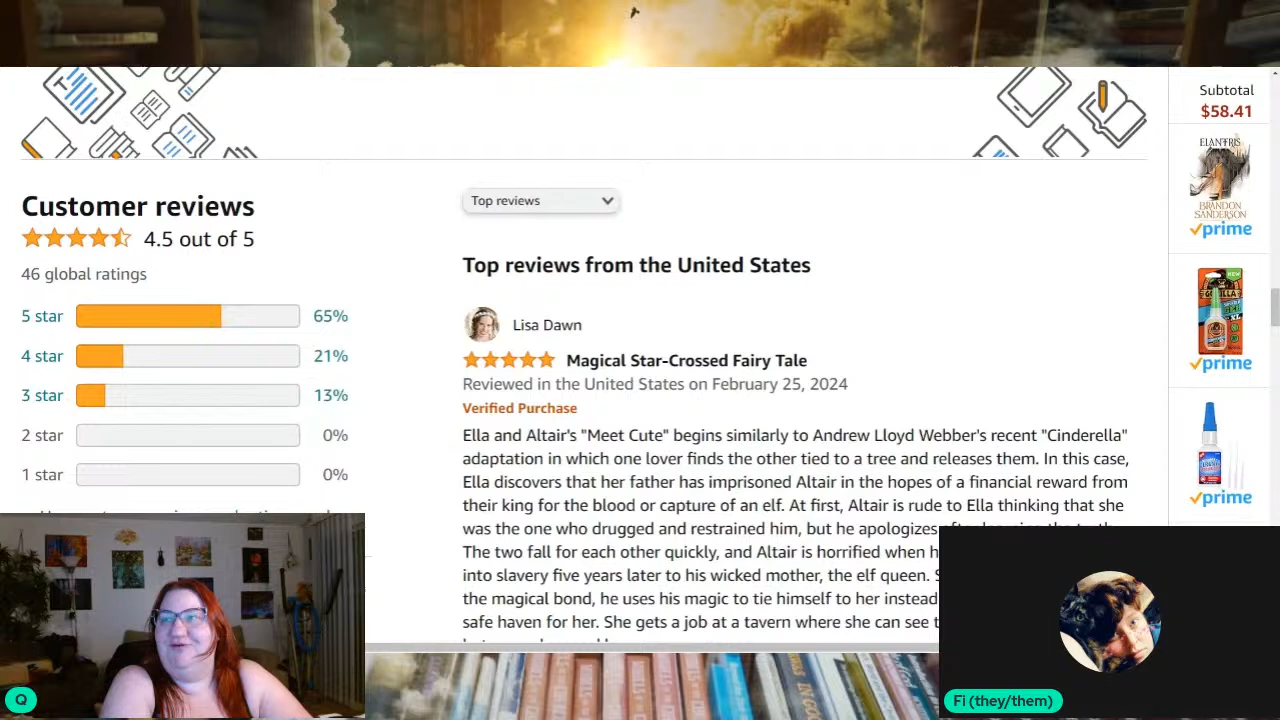 Subtotal
$58.41
ELANTRIS
BRANDON
SANDERSON
prime
Customer reviews
4.5 out of 5
46 global ratings
5 star 65%
4 star 21%
3 star 13%
2 star 0%
1 star 0%
Top reviews
Top reviews from the United States
Lisa Dawn
Magical Star-Crossed Fairy Tale
Reviewed in the United States on February 25, 2024
Verified Purchase
Ella and Altair's "Meet Cute" begins similarly to Andrew Lloyd Webber's recent "Cinderella"
adaptation in which one lover finds the other tied to a tree and releases them. In this case,
Ella discovers that her father has imprisoned Altair in the hopes of a financial reward from
their king for the blood or capture of an elf. At first, Altair is rude to Ella thinking that she
was the one who drugged and restrained him, but he apologizes
The two fall for each other quickly, and Altair is horrified when h
into slavery five years later to his wicked mother, the elf queen. S
the magical bond, he uses his magic to tie himself to her instead
safe haven for her. She gets a job at a tavern where she can see t
NEW
GORILLA
XL
prime
prime
Q
Fi (they/them)